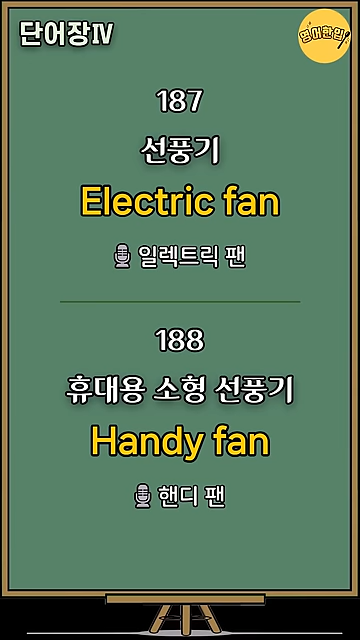 단어장Ⅳ
영어한입
187
선풍기
Electric fan
일렉트릭 팬
188
휴대용 소형 선풍기
Handy fan
핸디 팬